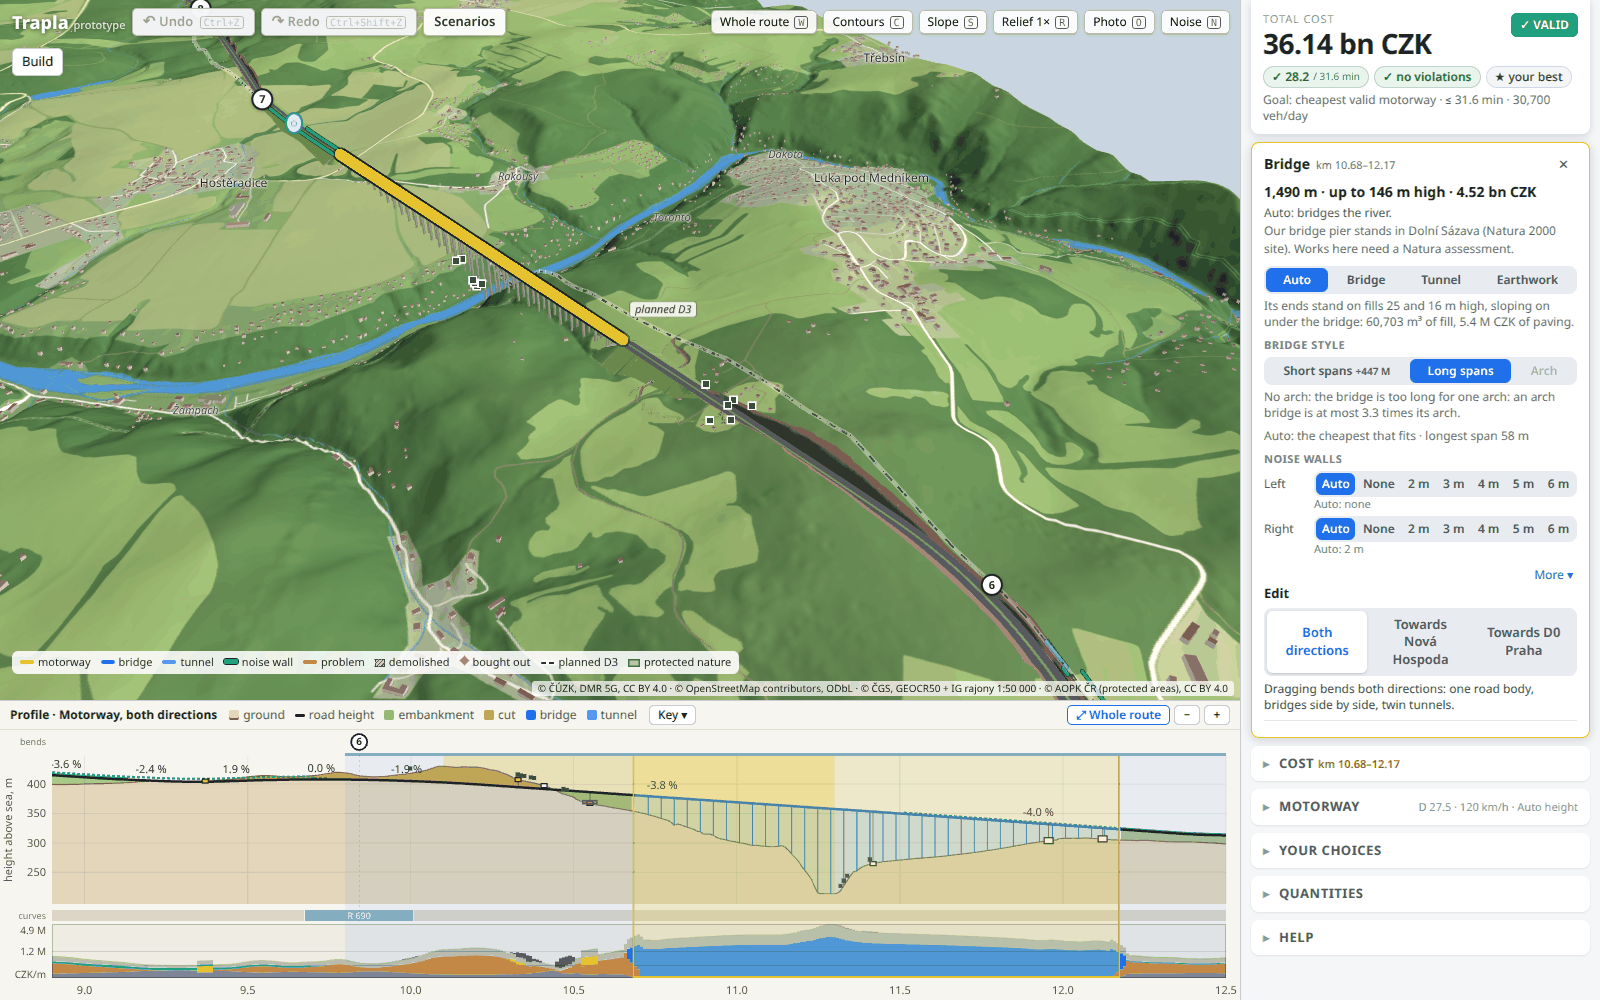 Trapla prototype
↶ Undo Ctrl+Z
↷ Redo Ctrl+Shift+Z
Scenarios
Whole route W
Contours C
Slope S
Relief 1× R
Photo O
Noise N
Build
7
Třebsín
Hostěradice
Rakousy
Dakota
Luka pod Medníkem
Toronto
planned D3
Žampach
6
motorway
bridge
tunnel
noise wall
problem
demolished
bought out
planned D3
protected nature
© ČÚZK, DMR 5G, CC BY 4.0 · © OpenStreetMap contributors, ODbL · © ČGS, GEOCR50 + IG rajony 1:50 000 · © AOPK ČR (protected areas), CC BY 4.0
Profile · Motorway, both directions
ground
road height
embankment
cut
bridge
tunnel
Key ▾
⤢ Whole route
−
+
bends
6
-3.6 %
-2.4 %
1.9 %
0.0 %
-1.9%
-3.8 %
-4.0 %
height above sea, m
400
350
300
250
curves
R 690
4.9 M
1.2 M
CZK/m
9.0
9.5
10.0
10.5
11.0
11.5
12.0
12.5
TOTAL COST
36.14 bn CZK
✓ VALID
✓ 28.2 / 31.6 min
✓ no violations
★ your best
Goal: cheapest valid motorway · ≤ 31.6 min · 30,700
veh/day
Bridge km 10.68–12.17
✕
1,490 m · up to 146 m high · 4.52 bn CZK
Auto: bridges the river.
Our bridge pier stands in Dolní Sázava (Natura 2000
site). Works here need a Natura assessment.
Auto
Bridge
Tunnel
Earthwork
Its ends stand on fills 25 and 16 m high, sloping on
under the bridge: 60,703 m³ of fill, 5.4 M CZK of paving.
BRIDGE STYLE
Short spans +447 M
Long spans
Arch
No arch: the bridge is too long for one arch: an arch
bridge is at most 3.3 times its arch.
Auto: the cheapest that fits · longest span 58 m
NOISE WALLS
Left
Auto None 2 m 3 m 4 m 5 m 6 m
Auto: none
Right
Auto None 2 m 3 m 4 m 5 m 6 m
Auto: 2 m
More ▾
Edit
Both
directions
Towards
Nová
Hospoda
Towards D0
Praha
Dragging bends both directions: one road body,
bridges side by side, twin tunnels.
▸ COST km 10.68–12.17
▸ MOTORWAY D 27.5 · 120 km/h · Auto height
▸ YOUR CHOICES
▸ QUANTITIES
▸ HELP